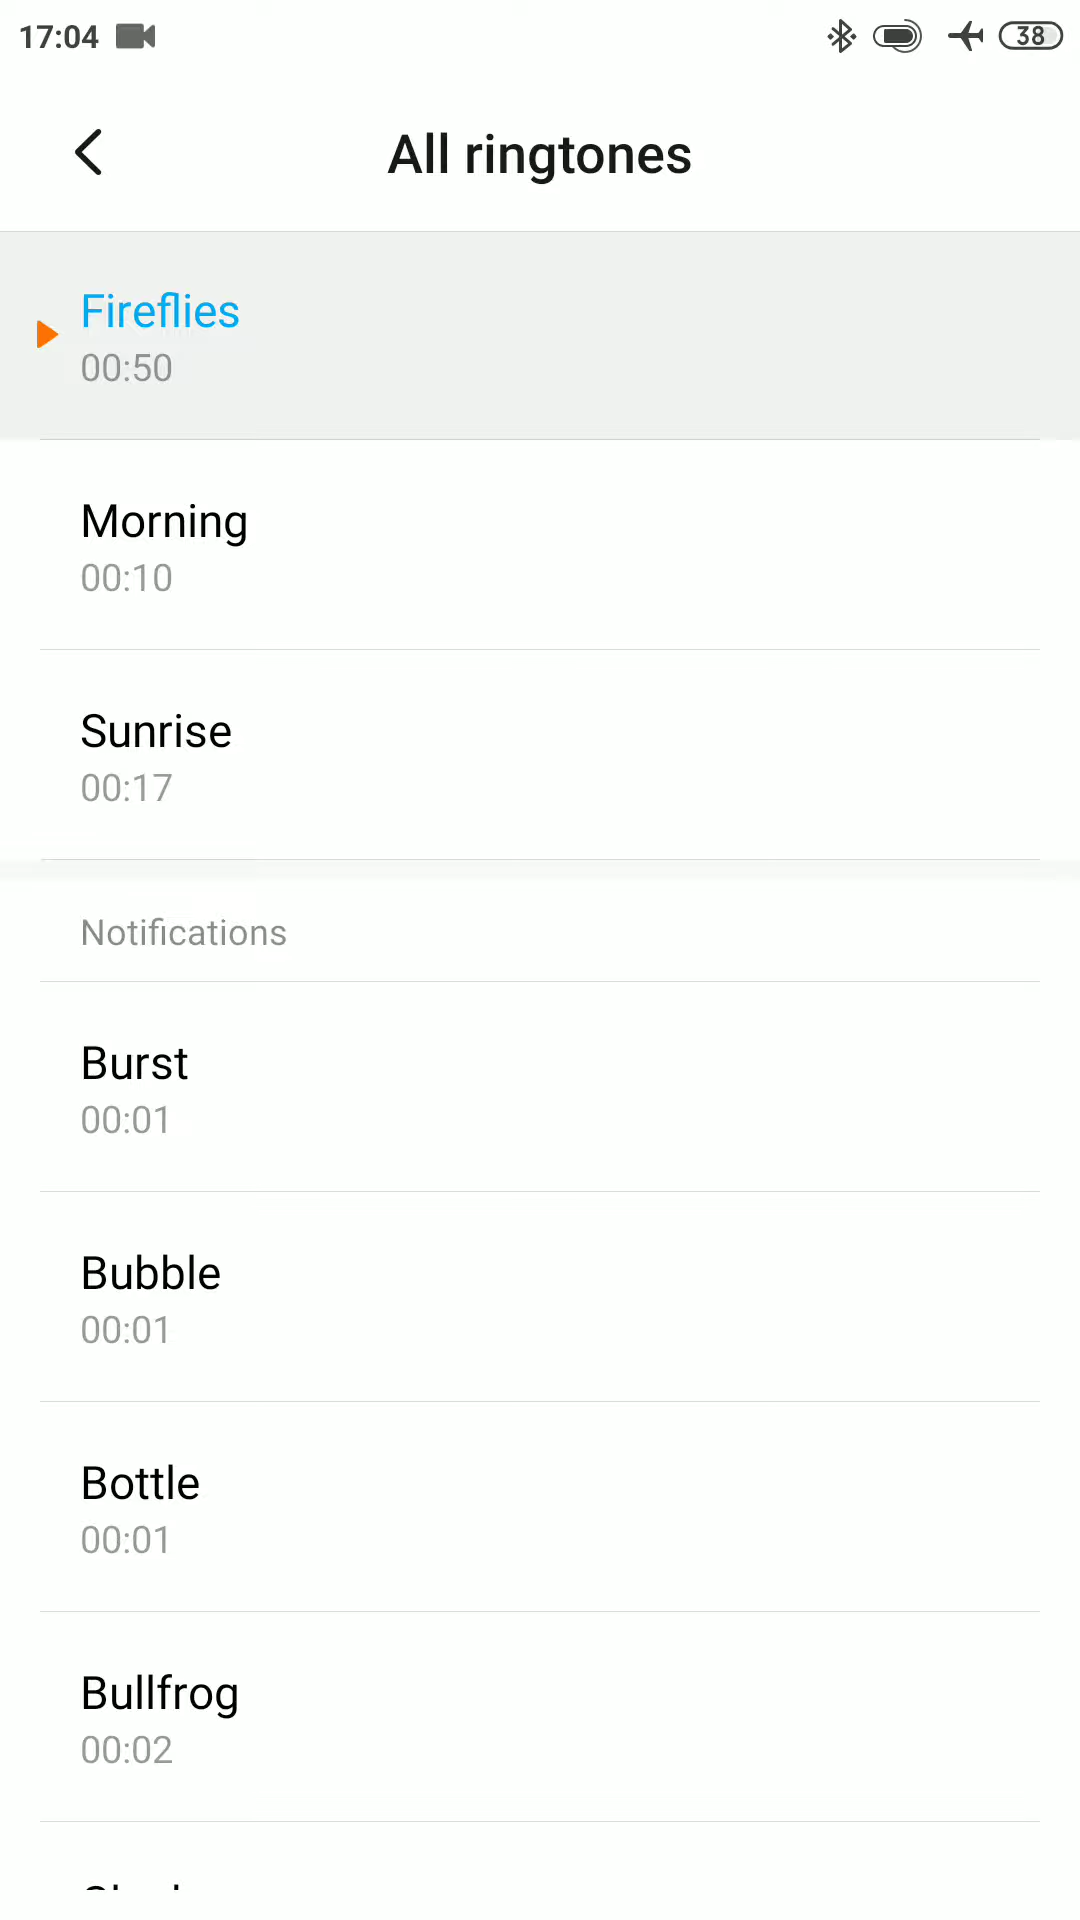 17:04
38
All ringtones
Fireflies
00:50
Morning
00:10
Sunrise
00:17
Notifications
Burst
00:01
Bubble
00:01
Bottle
00:01
Bullfrog
00:02